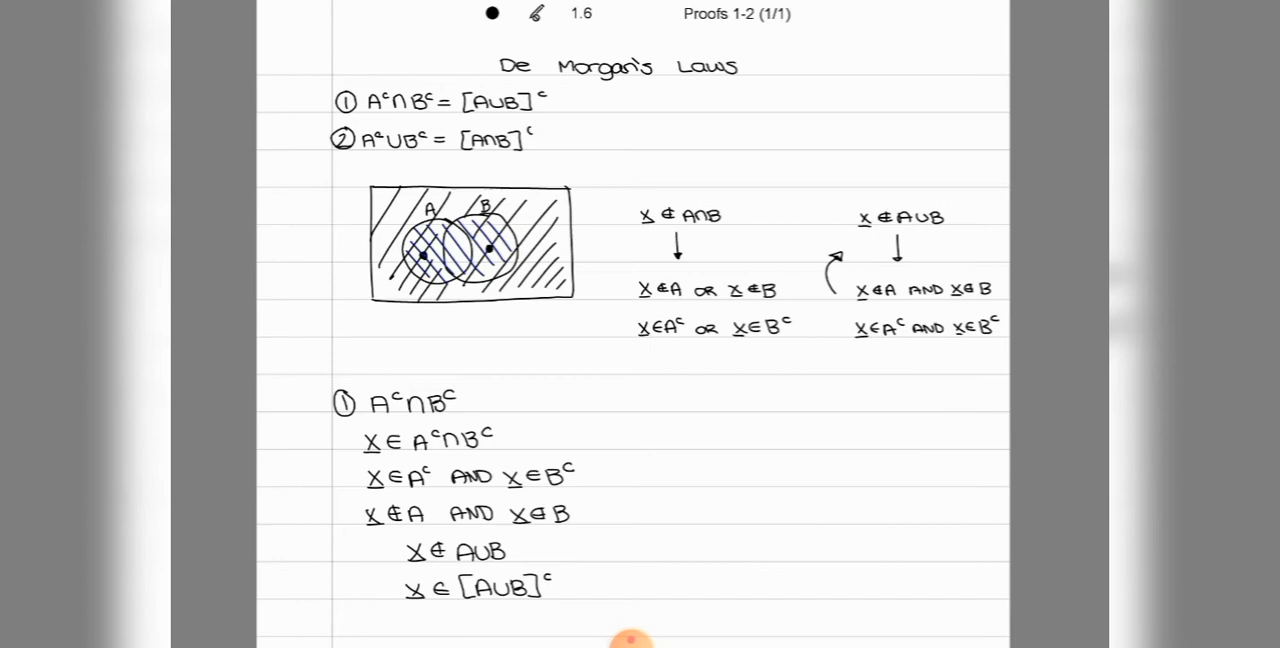 1.6 Proofs 1-2 (1/1)
De Morgan's Laws
① Aᶜ∩Bᶜ = [A∪B]ᶜ
② Aᶜ∪Bᶜ = [A∩B]ᶜ
A B
x ∉ A∩B
↓
x ∉ A OR x ∉ B
x ∈ Aᶜ OR x ∈ Bᶜ
x ∉ A∪B
↓
x ∉ A AND x ∉ B
x ∈ Aᶜ AND x ∈ Bᶜ
① Aᶜ∩Bᶜ
x ∈ Aᶜ∩Bᶜ
x ∈ Aᶜ AND x ∈ Bᶜ
x ∉ A AND x ∉ B
x ∉ A∪B
x ∈ [A∪B]ᶜ